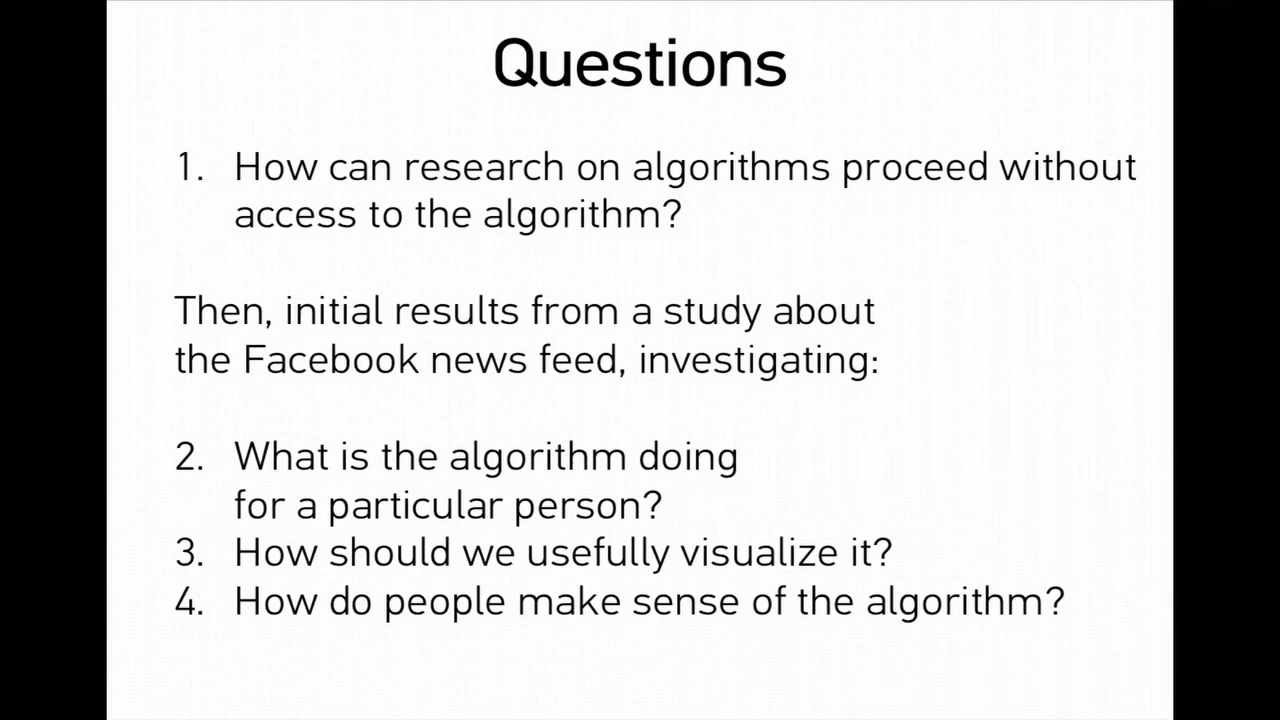 Questions
1. How can research on algorithms proceed without
access to the algorithm?
Then, initial results from a study about
the Facebook news feed, investigating:
2. What is the algorithm doing
for a particular person?
3. How should we usefully visualize it?
4. How do people make sense of the algorithm?